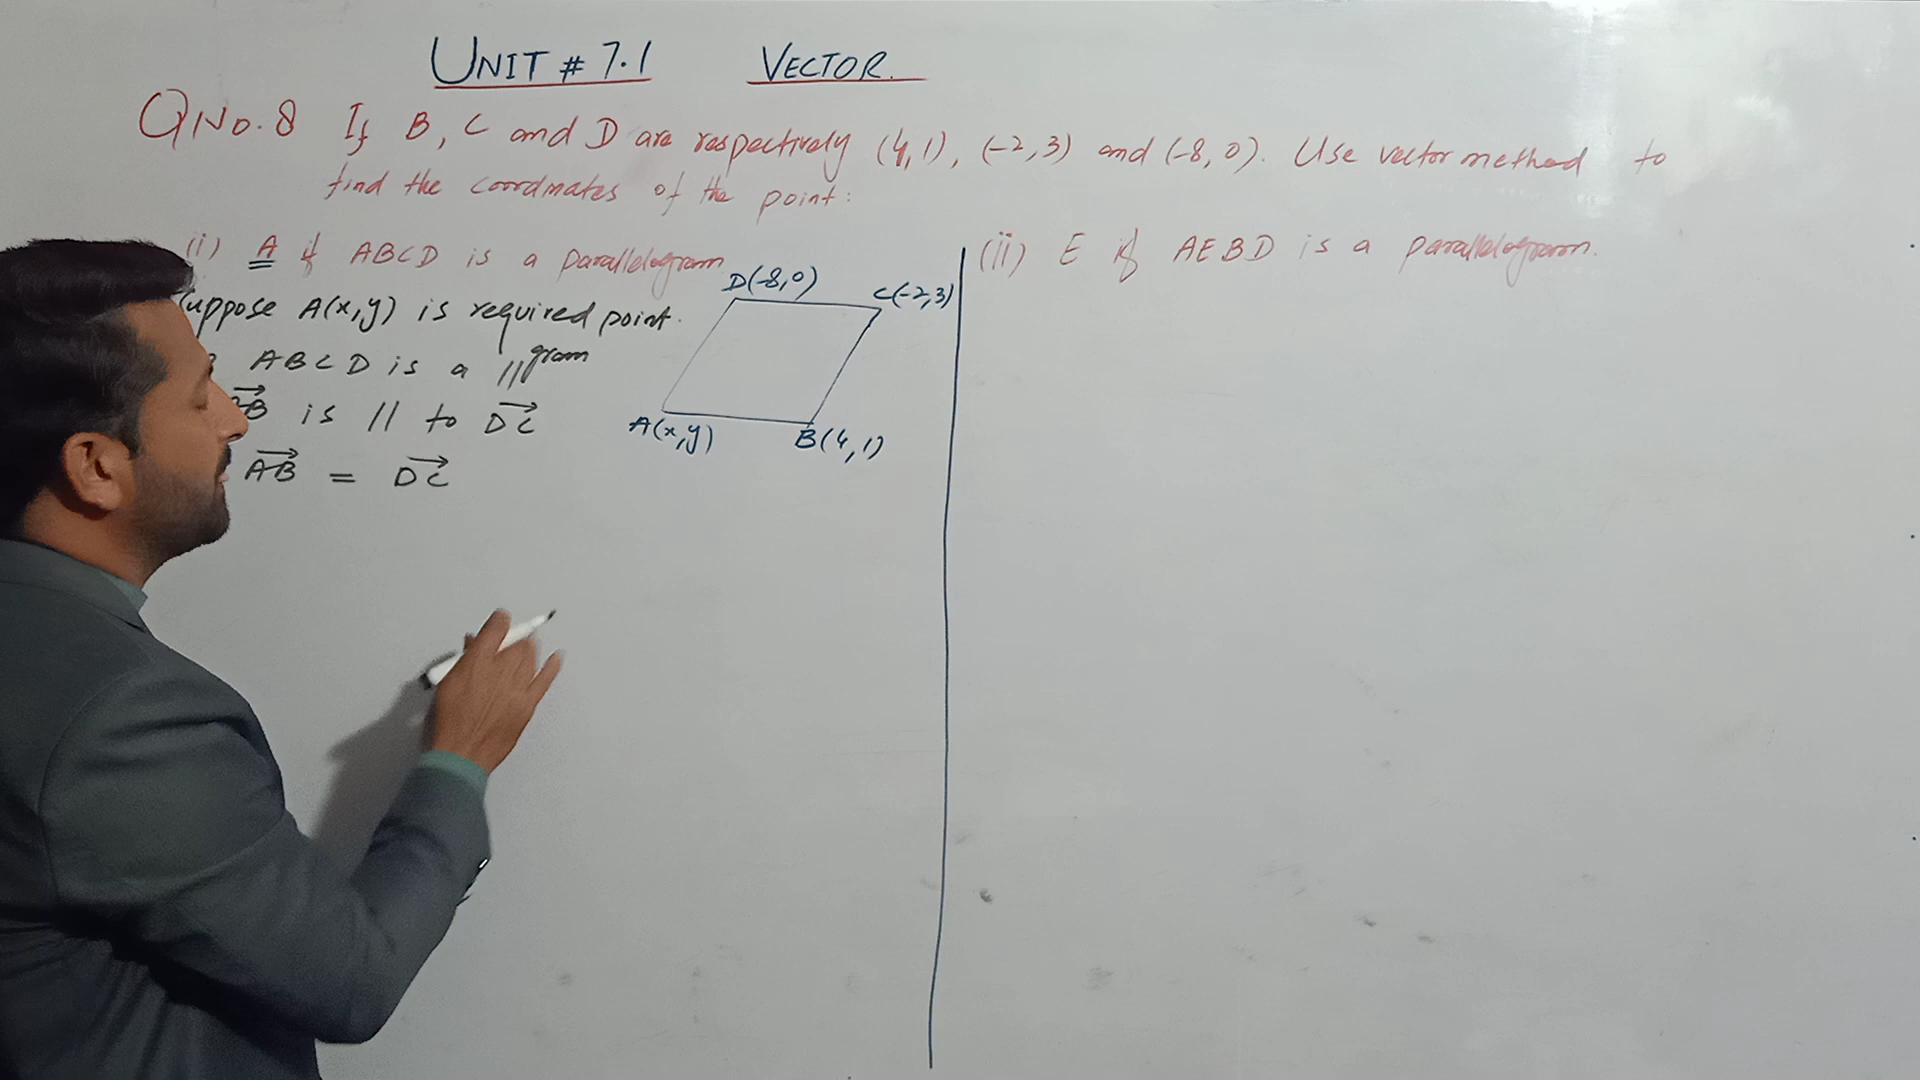 UNIT # 7.1 VECTOR.
Q NO. 8 If B, C and D are respectively (4,1), (-2,3) and (-8,0). Use vector method to
find the coordinates of the point:
(i) A if ABCD is a parallelogram
uppose A(x,y) is required point.
ABCD is a ||gram
B is // to DC
AB = DC
D(-8,0)
C(-2,3)
A(x,y)
B(4,1)
(ii) E if AEBD is a parallelogram.